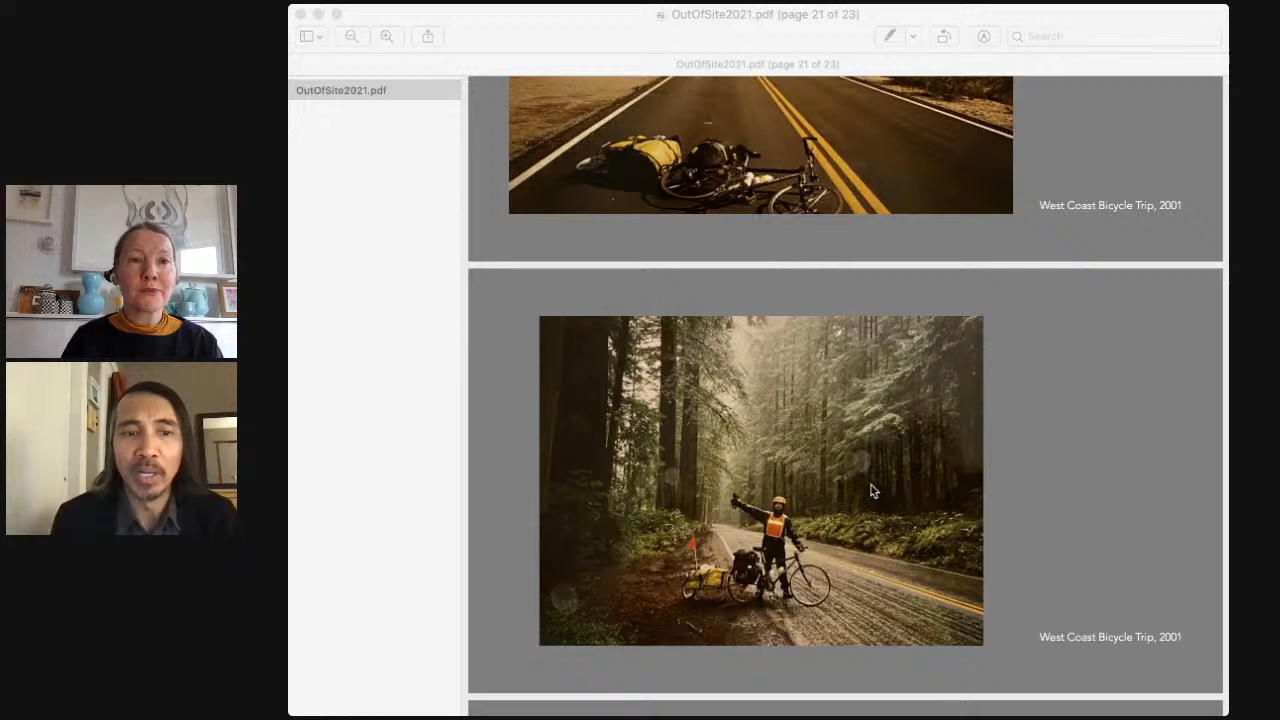 OutOfSite2021.pdf (page 21 of 23)
Search
OutOfSite2021.pdf (page 21 of 23)
OutOfSite2021.pdf
West Coast Bicycle Trip, 2001
West Coast Bicycle Trip, 2001